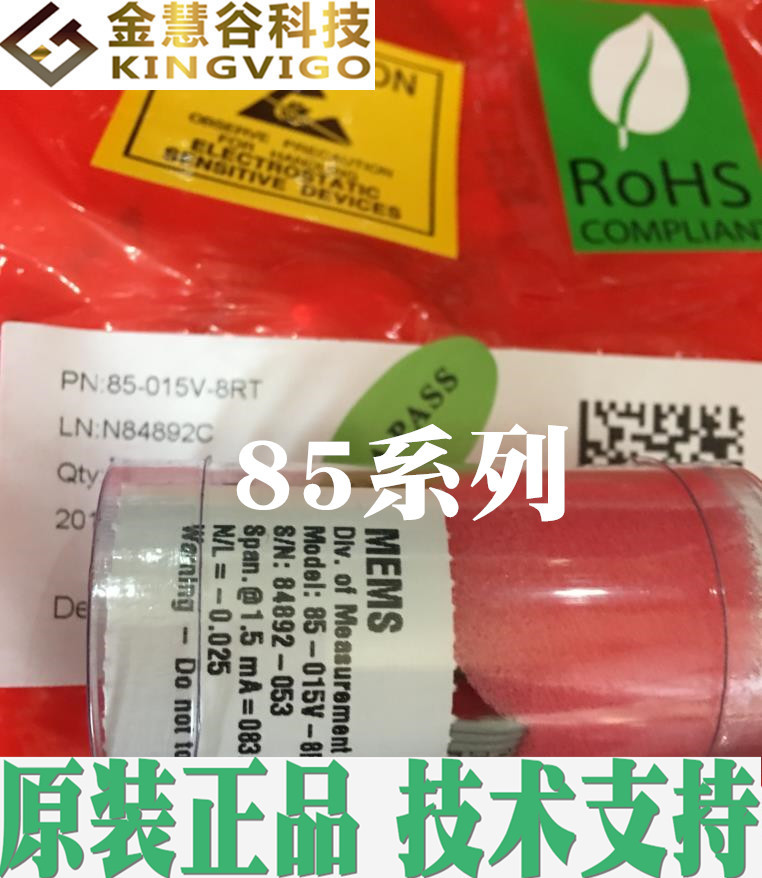 金慧谷科技
KINGVIGO
OBSERVE PRECAUTION
FOR HANDLING
ELECTROSTATIC
SENSITIVE DEVICES
RoHS
PN:85-015V-8RT
LN:N84892C
Qty
PASS
85系列
MEMS
Div. of Measurement
Model: 85-015V-8
S/N: 84892-053
Span.@1.5 mA=083
N/L=-0.025
Warning - Do not
原装正品 技术支持